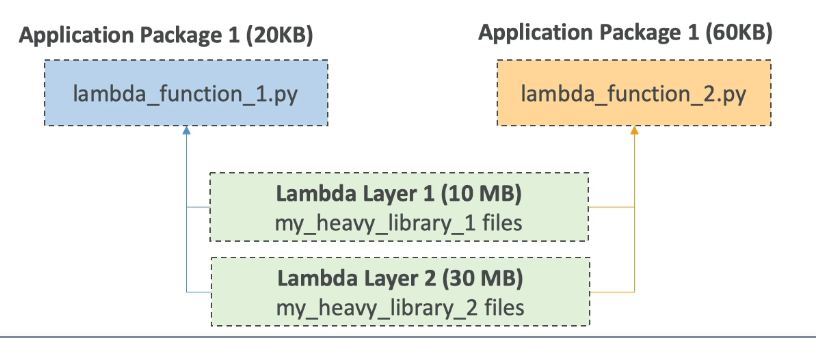 Application Package 1 (20KB)
Application Package 1 (60KB)
lambda_function_1.py
lambda_function_2.py
Lambda Layer 1 (10 MB)
my_heavy_library_1 files
Lambda Layer 2 (30 MB)
my_heavy_library_2 files